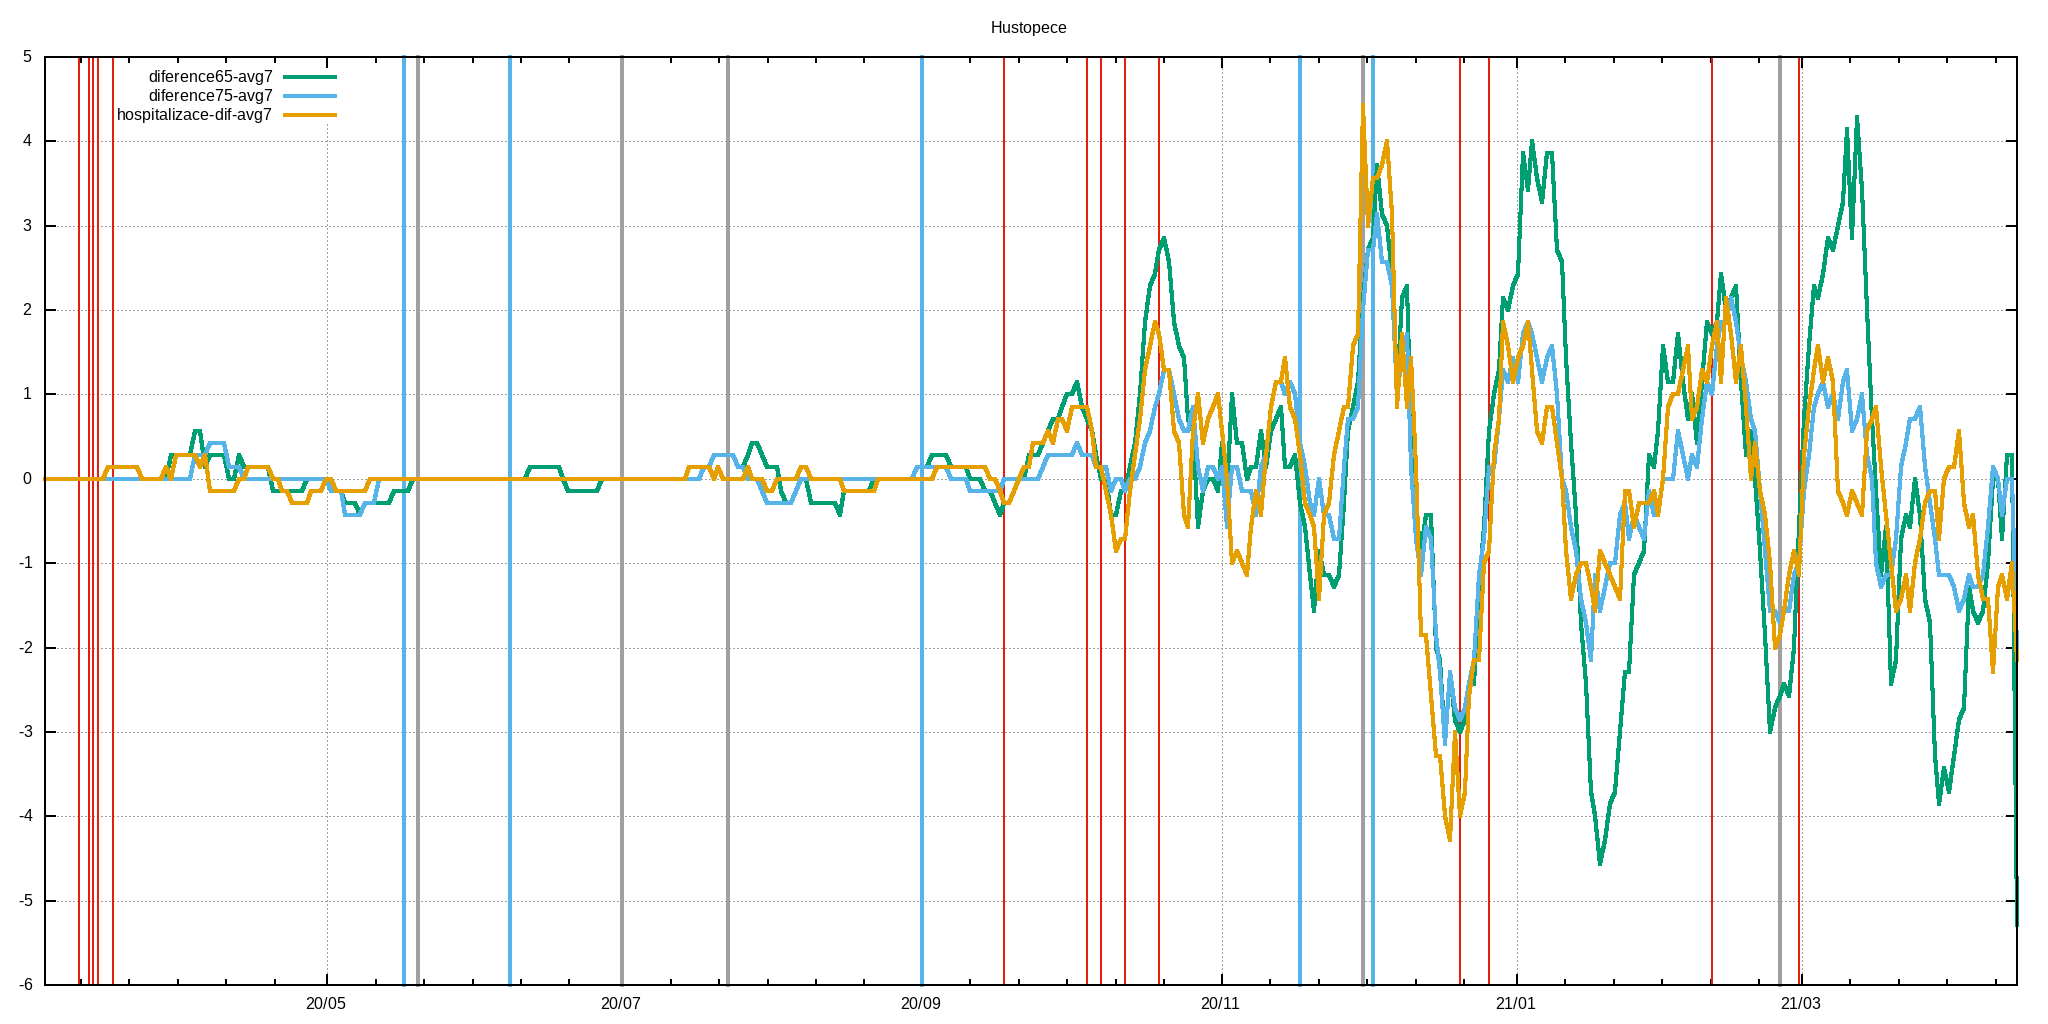 Hustopece
5
diference65-avg7
diference75-avg7
hospitalizace-dif-avg7
4
3
2
1
0
-1
-2
-3
-4
-5
-6
20/05 20/07 20/09 20/11 21/01 21/03